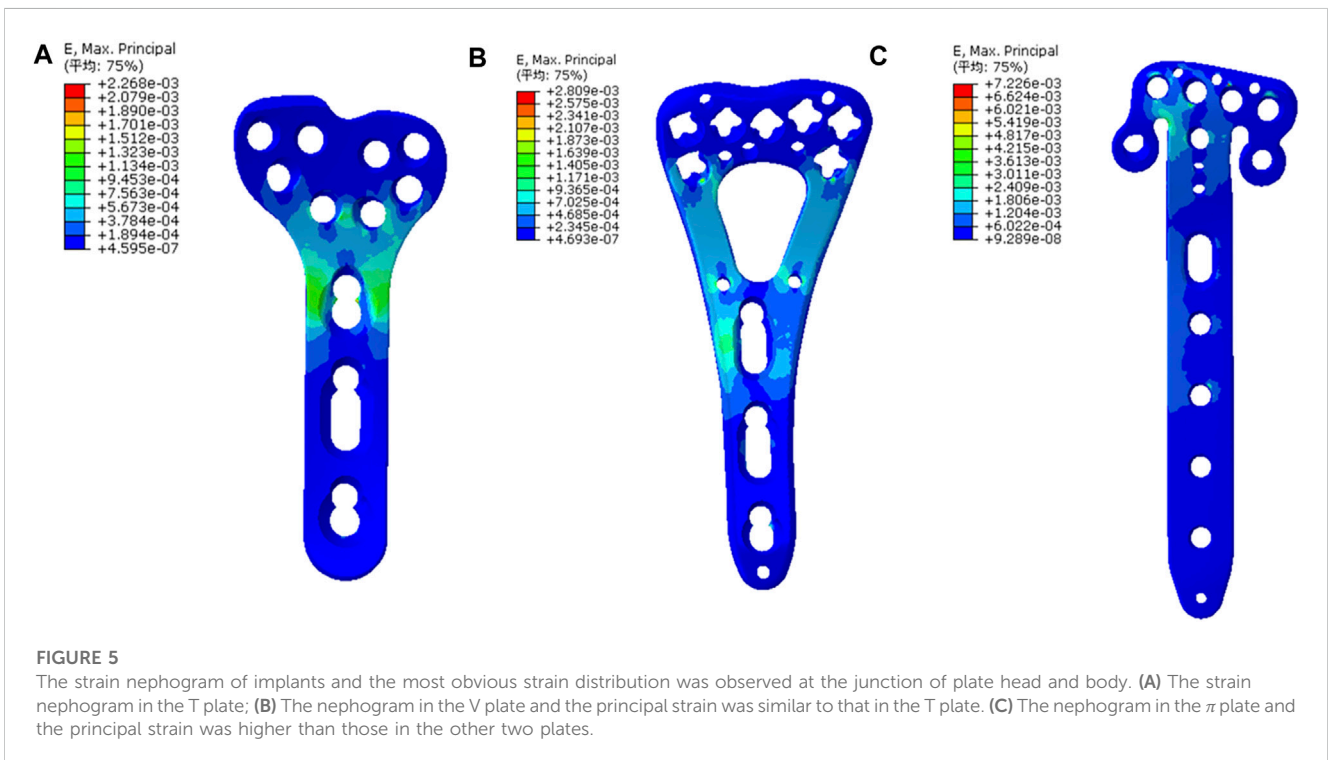 A
E, Max. Principal
(平均: 75%)
+2.268e-03
+2.079e-03
+1.890e-03
+1.701e-03
+1.512e-03
+1.323e-03
+1.134e-03
+9.453e-04
+7.563e-04
+5.673e-04
+3.784e-04
+1.894e-04
+4.595e-07
B
E, Max. Principal
(平均: 75%)
+2.809e-03
+2.575e-03
+2.341e-03
+2.107e-03
+1.873e-03
+1.639e-03
+1.405e-03
+1.171e-03
+9.365e-04
+7.025e-04
+4.685e-04
+2.345e-04
+4.693e-07
C
E, Max. Principal
(平均: 75%)
+7.226e-03
+6.624e-03
+6.021e-03
+5.419e-03
+4.817e-03
+4.215e-03
+3.613e-03
+3.011e-03
+2.409e-03
+1.806e-03
+1.204e-03
+6.022e-04
+9.289e-08
FIGURE 5
The strain nephogram of implants and the most obvious strain distribution was observed at the junction of plate head and body. (A) The strain
nephogram in the T plate; (B) The nephogram in the V plate and the principal strain was similar to that in the T plate. (C) The nephogram in the π plate and
the principal strain was higher than those in the other two plates.